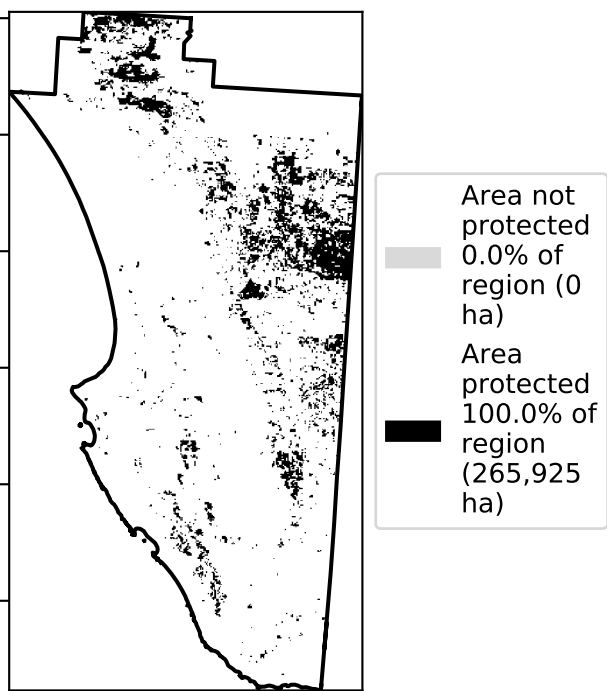 Area not
protected
0.0% of
region (0
ha)
Area
protected
100.0% of
region
(265,925
ha)